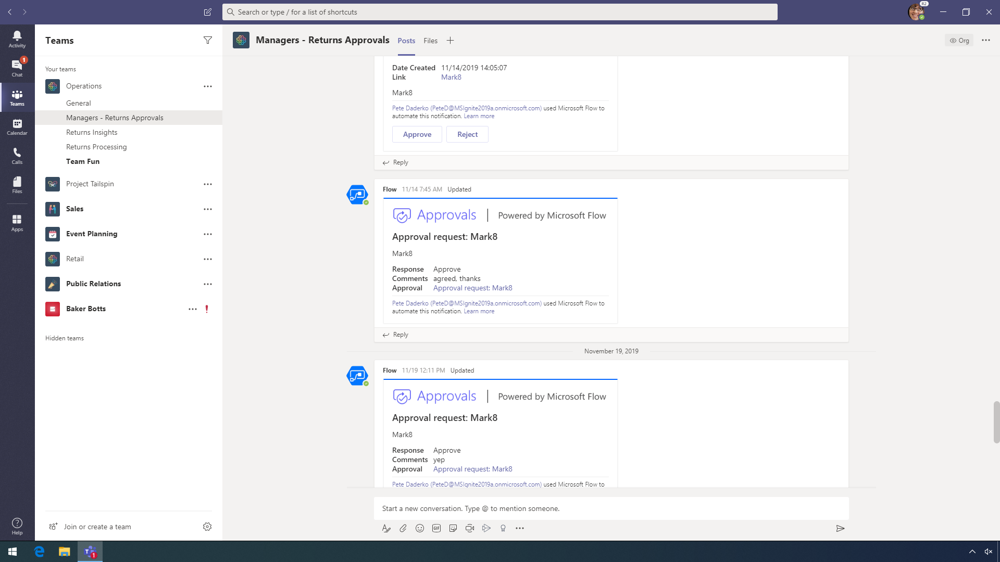 Search or type / for a list of shortcuts
R2
Activity
Chat
1
Teams
Calendar
Calls
Files
Apps
Help
Teams
Your teams
Operations
General
Managers - Returns Approvals
Returns Insights
Returns Processing
Team Fun
Project Tailspin
Sales
Event Planning
Retail
Public Relations
Baker Botts
Hidden teams
Join or create a team
Managers - Returns Approvals Posts Files
Org
Date Created 11/14/2019 14:05:07
Link Mark8
Mark8
Pete Daderko (PeteD@MSIgnite2019a.onmicrosoft.com) used Microsoft Flow to
automate this notification. Learn more
Approve Reject
Reply
Flow 11/14 7:45 AM Updated
Approvals | Powered by Microsoft Flow
Approval request: Mark8
Mark8
Response Approve
Comments agreed, thanks
Approval Approval request: Mark8
Pete Daderko (PeteD@MSIgnite2019a.onmicrosoft.com) used Microsoft Flow to
automate this notification. Learn more
Reply
November 19, 2019
Flow 11/19 12:11 PM Updated
Approvals | Powered by Microsoft Flow
Approval request: Mark8
Mark8
Response Approve
Comments yep
Approval Approval request: Mark8
Pete Daderko (PeteD@MSIgnite2019a.onmicrosoft.com) used Microsoft Flow to
Start a new conversation. Type @ to mention someone.
GIF
T 1